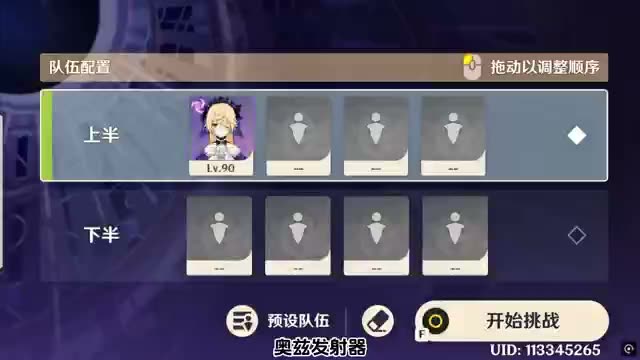 队伍配置
拖动以调整顺序
上半
Lv.90
下半
预设队伍
F
开始挑战
奥兹发射器
UID: 113345265